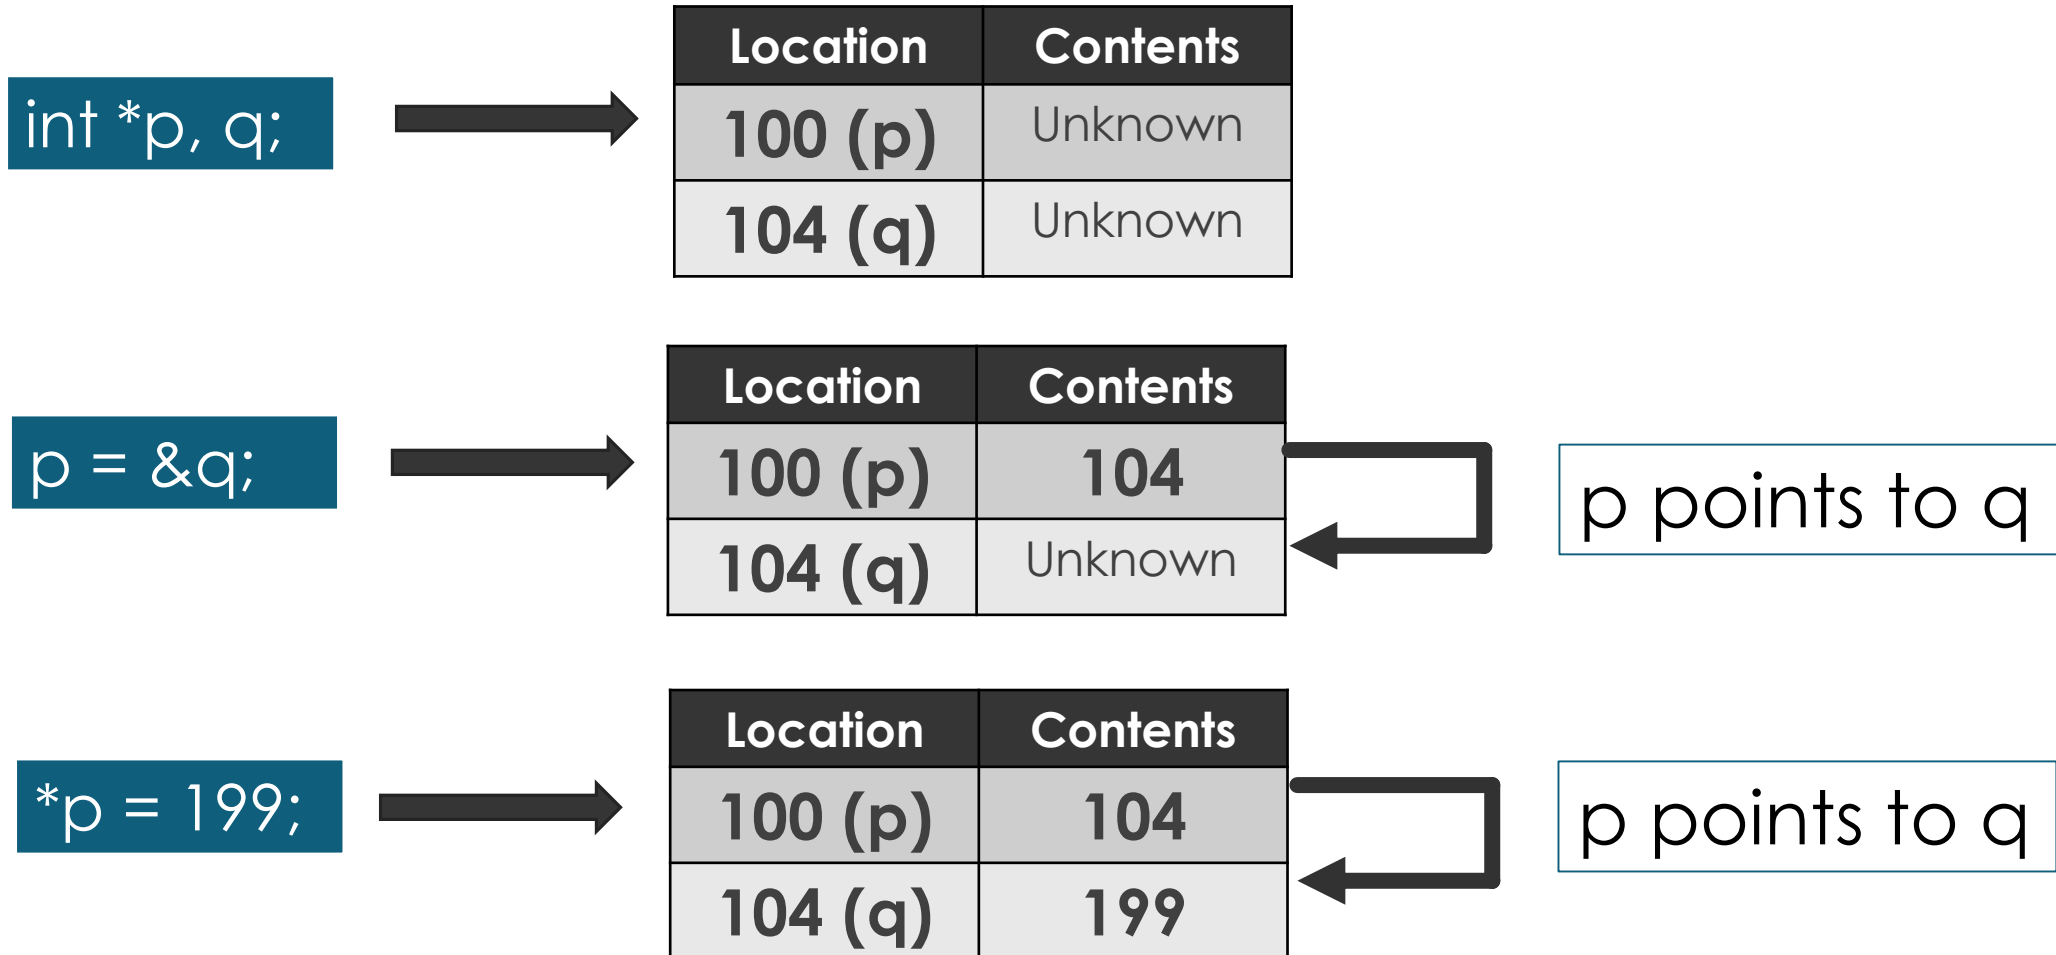 int *p, q;
Location Contents
100 (p) Unknown
104 (q) Unknown
p = &q;
Location Contents
100 (p) 104
104 (q) Unknown
p points to q
*p = 199;
Location Contents
100 (p) 104
104 (q) 199
p points to q